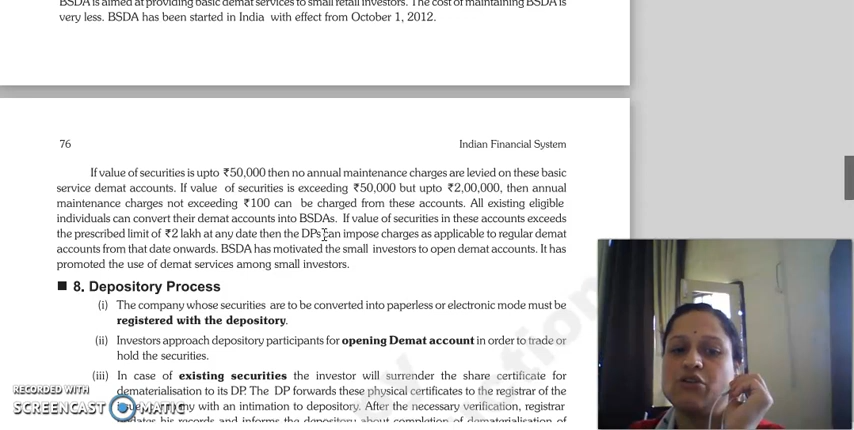 BSDA is aimed at providing basic demat services to small retail investors. The cost of maintaining BSDA is
very less. BSDA has been started in India with effect from October 1, 2012.
76
Indian Financial System
If value of securities is upto ₹50,000 then no annual maintenance charges are levied on these basic
service demat accounts. If value of securities is exceeding ₹50,000 but upto ₹2,00,000, then annual
maintenance charges not exceeding ₹100 can be charged from these accounts. All existing eligible
individuals can convert their demat accounts into BSDAs. If value of securities in these accounts exceeds
the prescribed limit of ₹2 lakh at any date then the DPs can impose charges as applicable to regular demat
accounts from that date onwards. BSDA has motivated the small investors to open demat accounts. It has
promoted the use of demat services among small investors.
■ 8. Depository Process
(i) The company whose securities are to be converted into paperless or electronic mode must be
registered with the depository.
(ii) Investors approach depository participants for opening Demat account in order to trade or
hold the securities.
(iii) In case of existing securities the investor will surrender the share certificate for
dematerialisation to its DP. The DP forwards these physical certificates to the registrar of the
with an intimation to depository. After the necessary verification, registrar
updates his records and informs the depository about completion of dematerialisation of
RECORDED WITH
SCREENCAST MATIC